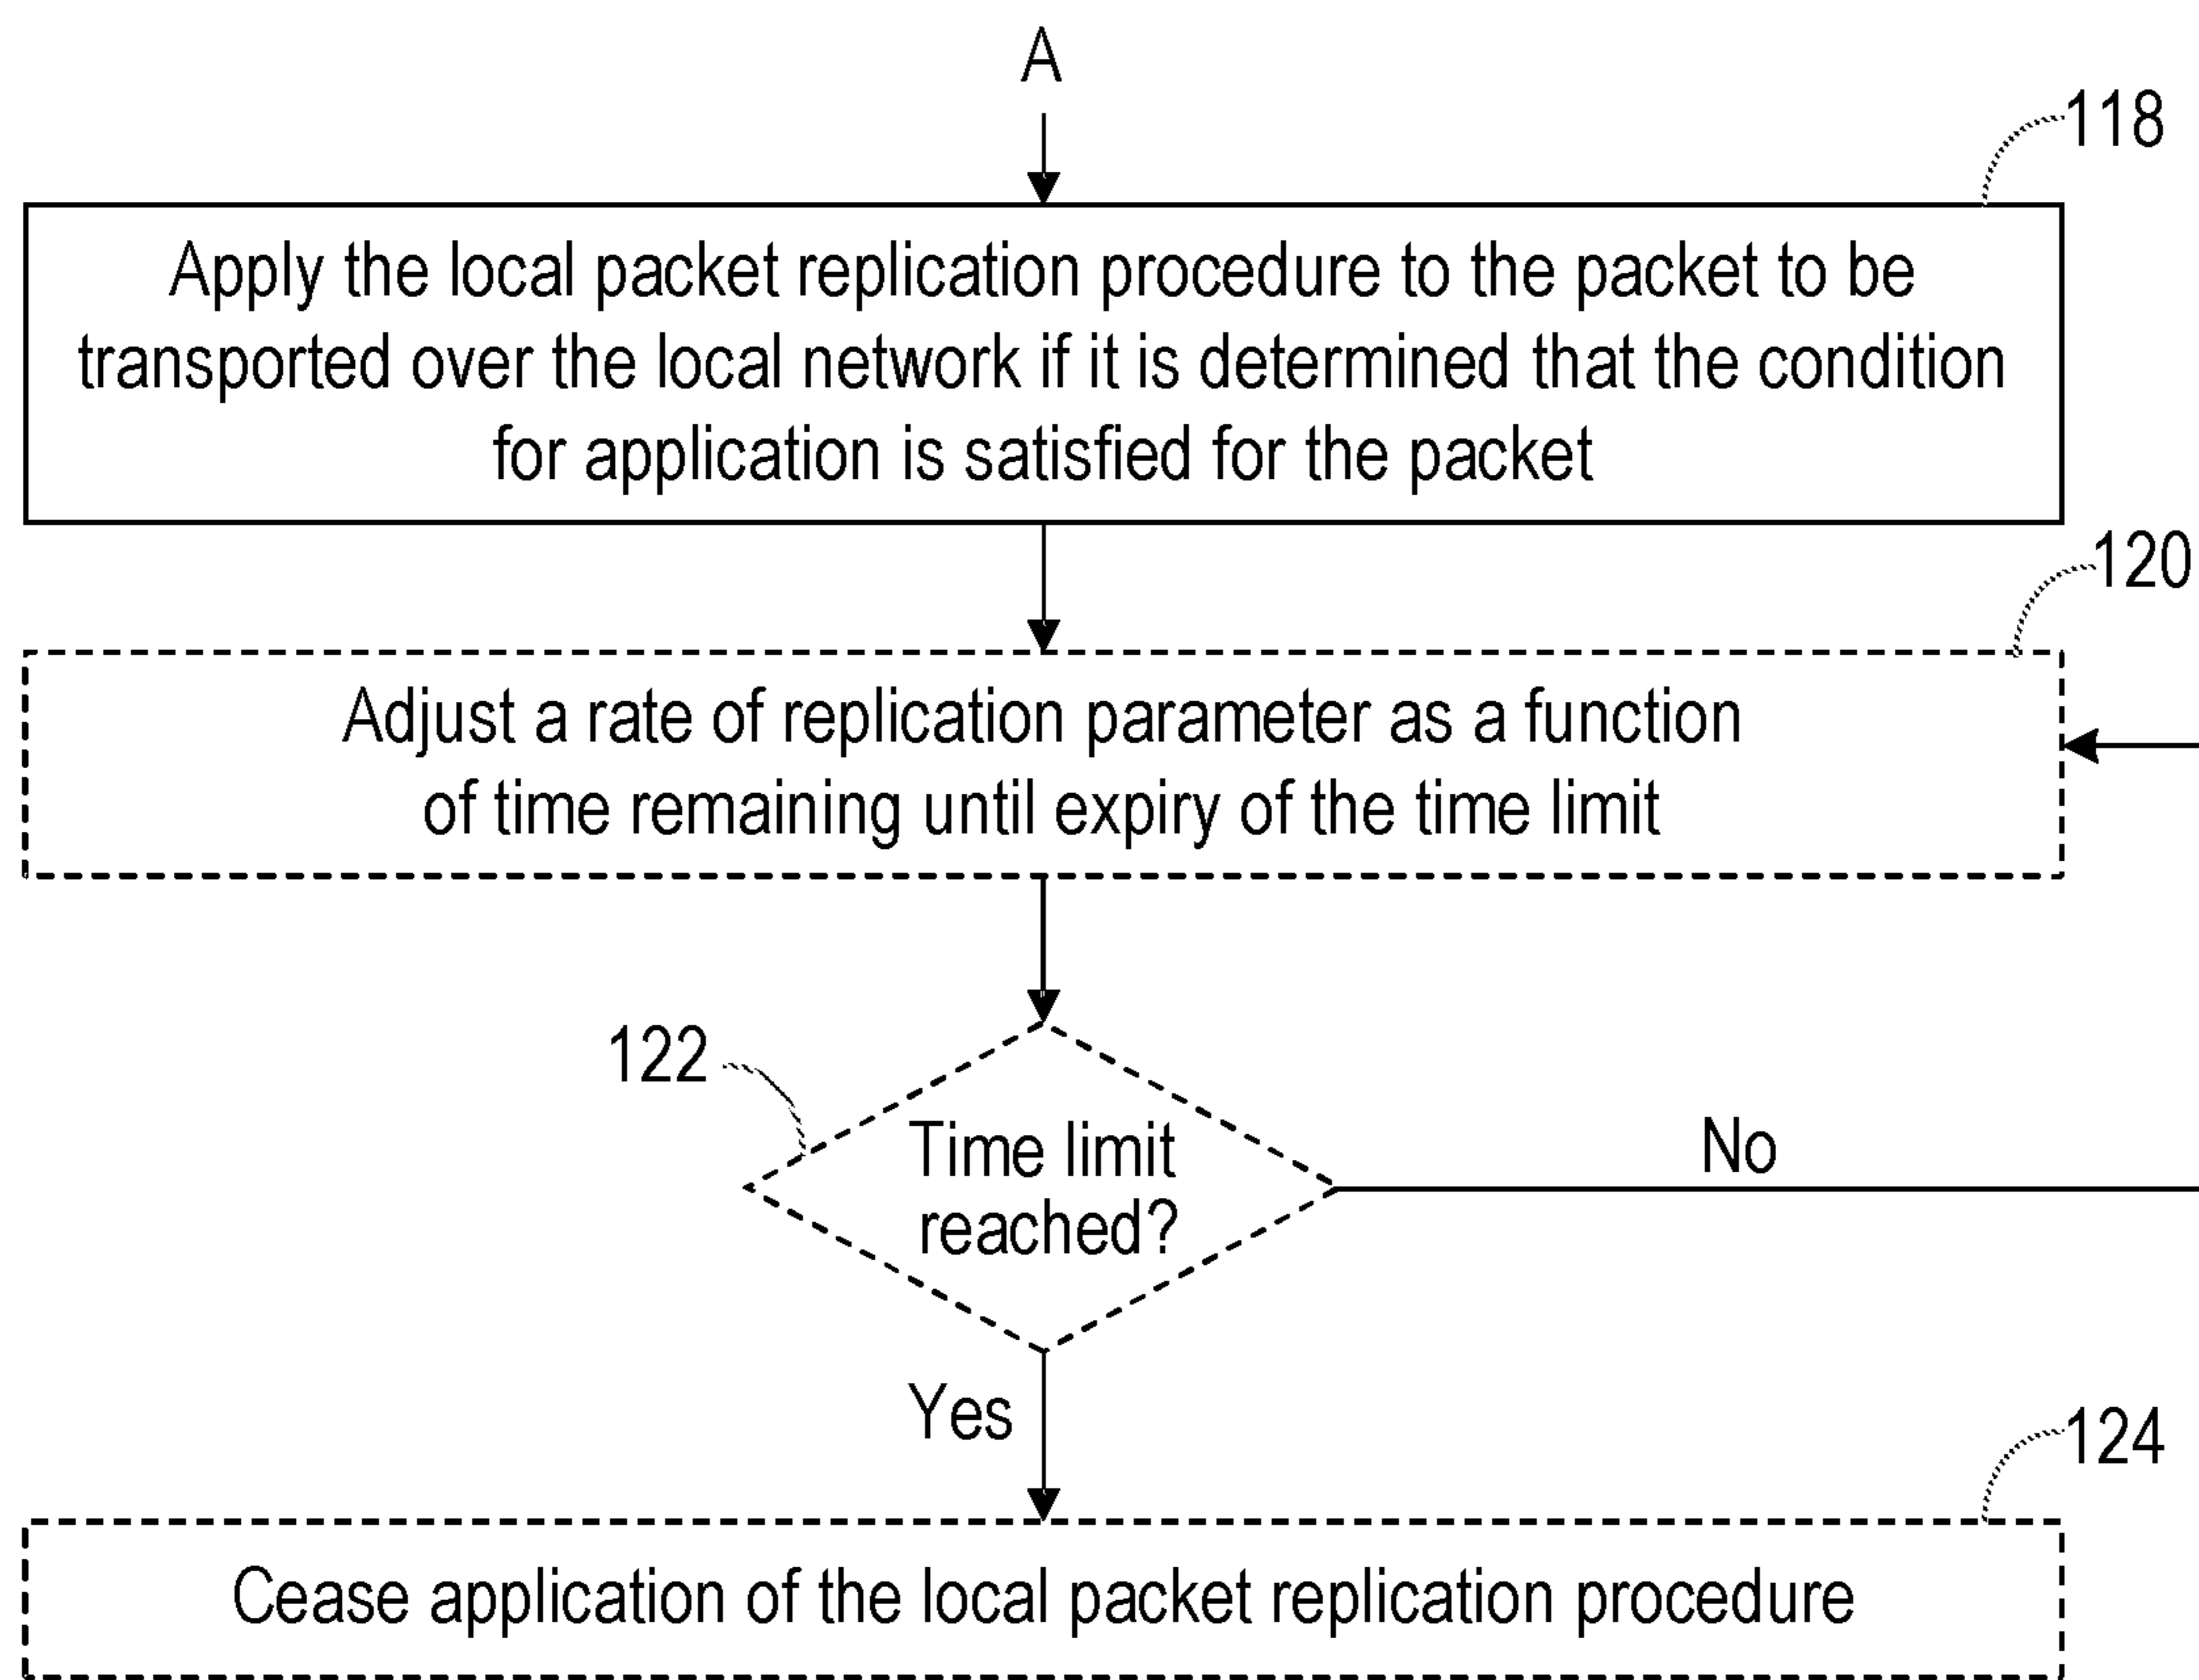 A
118
Apply the local packet replication procedure to the packet to be
transported over the local network if it is determined that the condition
for application is satisfied for the packet
120
Adjust a rate of replication parameter as a function
of time remaining until expiry of the time limit
122
Time limit
reached?
No
Yes
124
Cease application of the local packet replication procedure